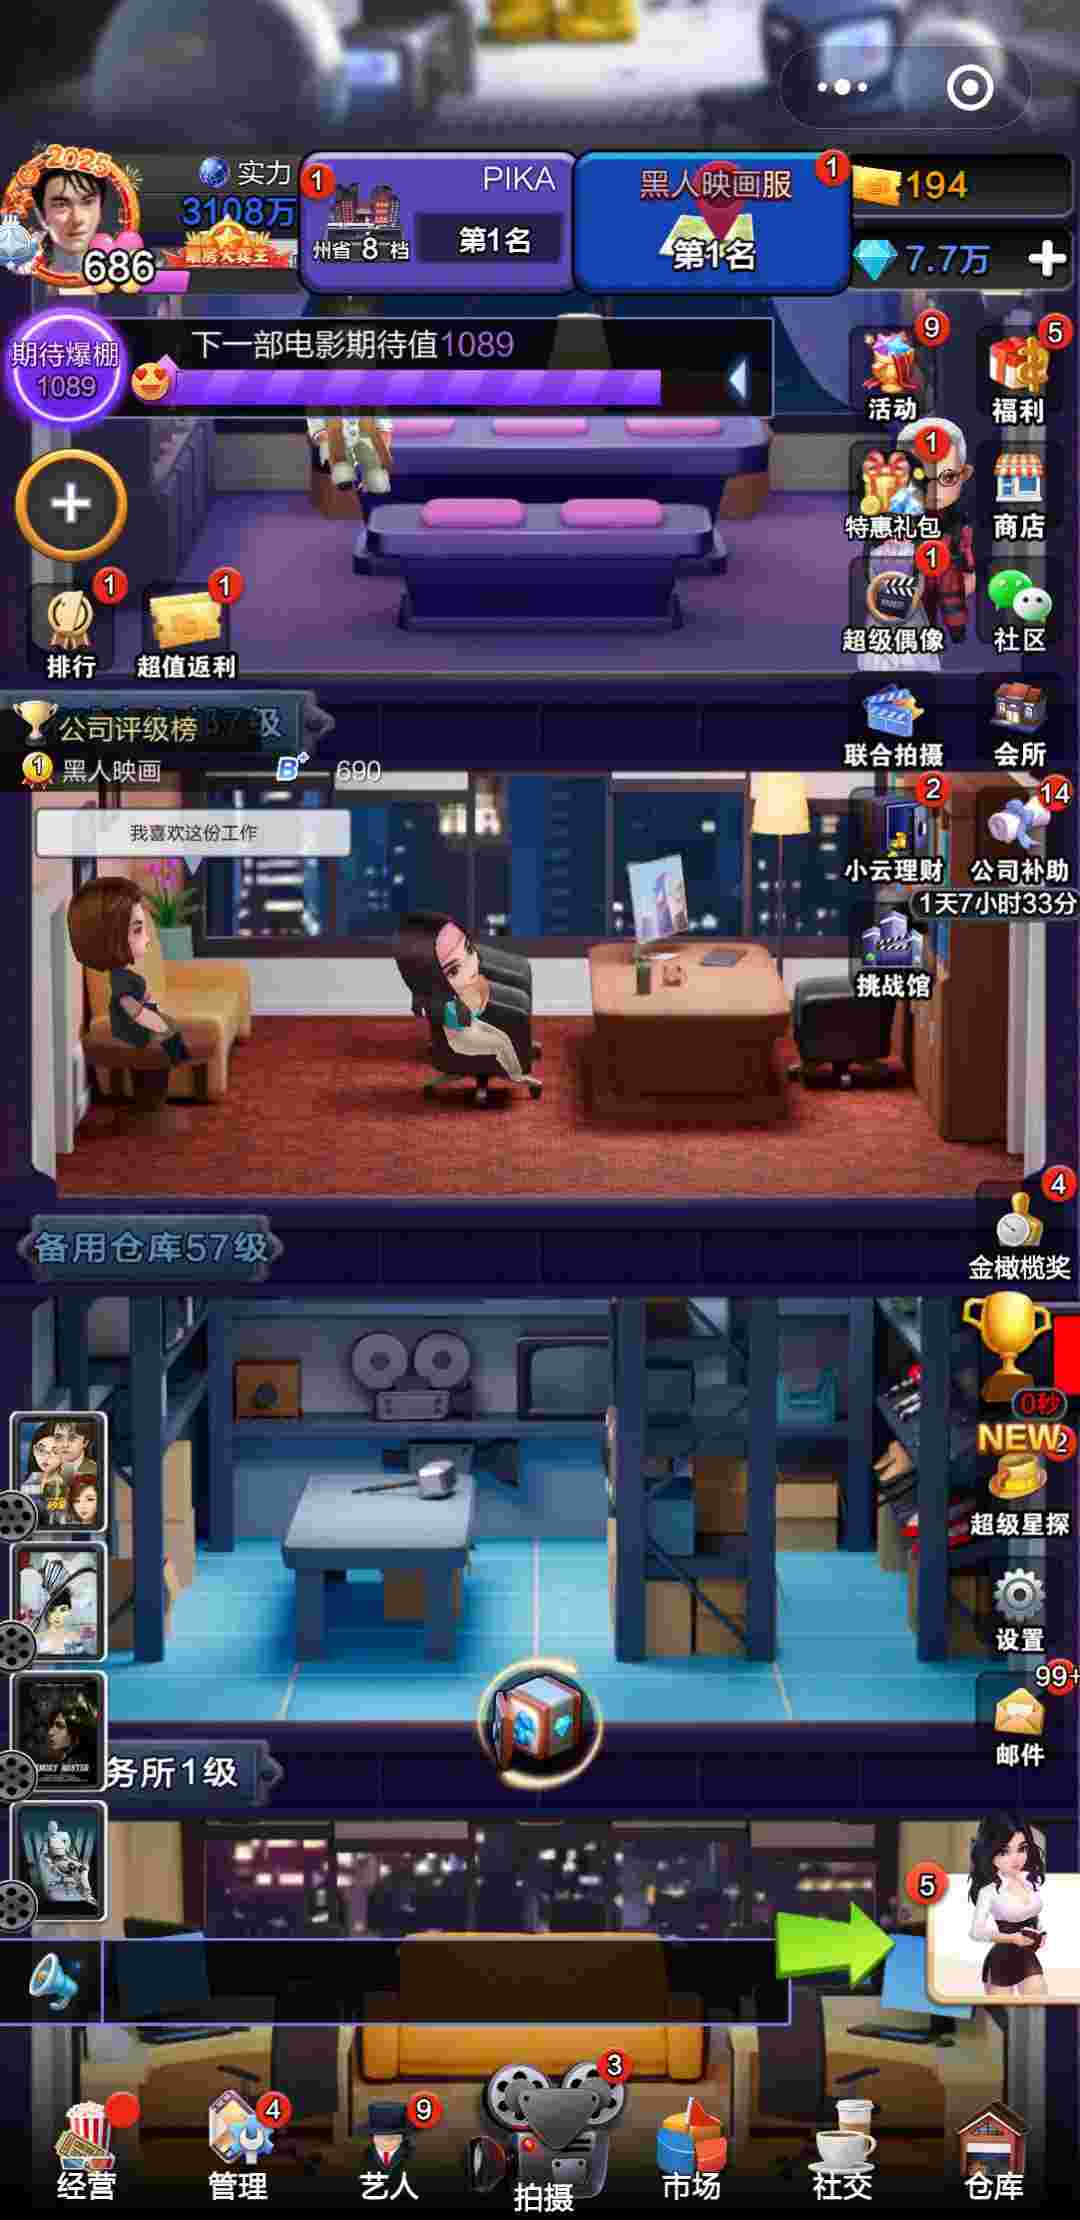 2025
686
实力
3108万
票房大卖王
1
PIKA
州省 8 档
第1名
黑人映画服
1
第1名
194
7.7万
期待爆棚
1089
下一部电影期待值1089
9
活动
5
福利
1
特惠礼包
商店
1
超级偶像
社区
1
排行
1
超值返利
联合拍摄
会所
公司评级榜
级
1
黑人映画
B+
690
2
小云理财
14
公司补助
1天7小时33分
挑战馆
我喜欢这份工作
备用仓库57级
4
金橄榄奖
0秒
NEW
2
超级星探
设置
99+
邮件
务所1级
5
经营
4
管理
9
艺人
3
拍摄
市场
社交
仓库